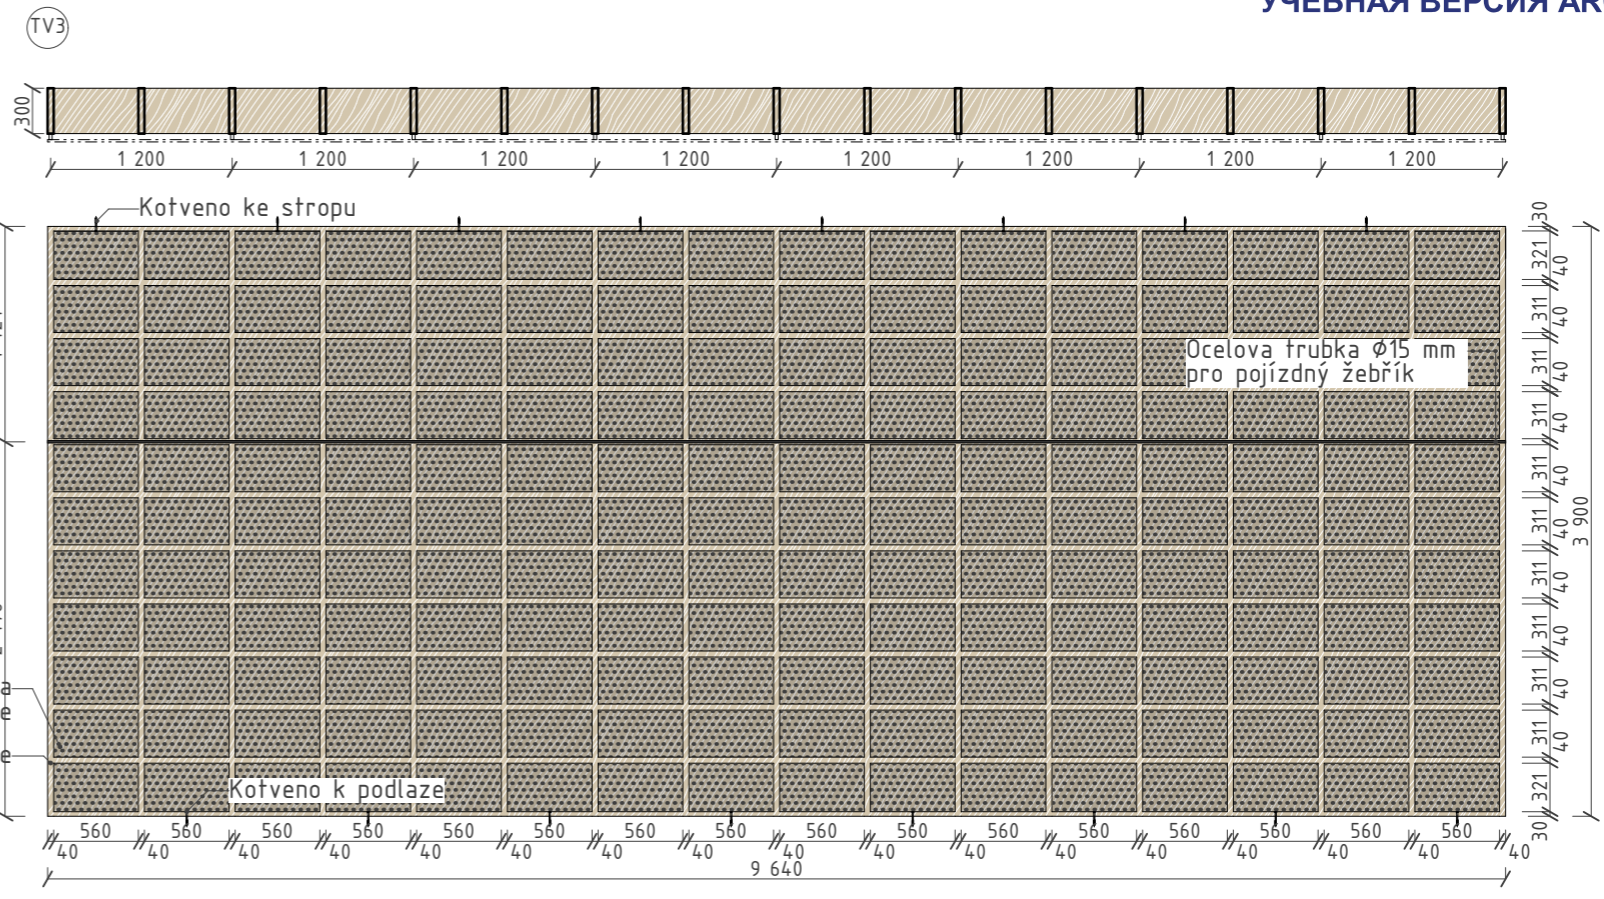 УЧЕБНАЯ ВЕРСИЯ
TV3
300
1 200 1 200 1 200 1 200 1 200 1 200 1 200 1 200
Kotveno ke stropu
30
321
40
311
40
311
40
311
40
311
40
311
40
311
40
311
40
311
40
311
40
321
30
3 900
Ocelova trubka Ø15 mm
pro pojízdný žebřík
Kotveno k podlaze
560 560 560 560 560 560 560 560 560 560 560 560 560 560 560 560
40 40 40 40 40 40 40 40 40 40 40 40 40 40 40 40 40
9 640